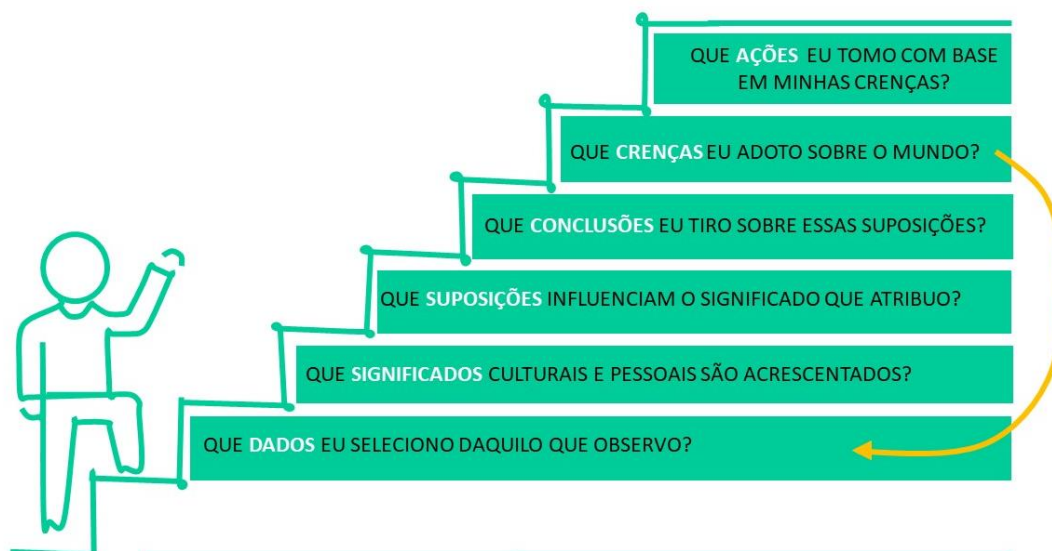 QUE AÇÕES EU TOMO COM BASE
EM MINHAS CRENÇAS?
QUE CRENÇAS EU ADOTO SOBRE O MUNDO?
QUE CONCLUSÕES EU TIRO SOBRE ESSAS SUPOSIÇÕES?
QUE SUPOSIÇÕES INFLUENCIAM O SIGNIFICADO QUE ATRIBUO?
QUE SIGNIFICADOS CULTURAIS E PESSOAIS SÃO ACRESCENTADOS?
QUE DADOS EU SELECIONO DAQUILO QUE OBSERVO?